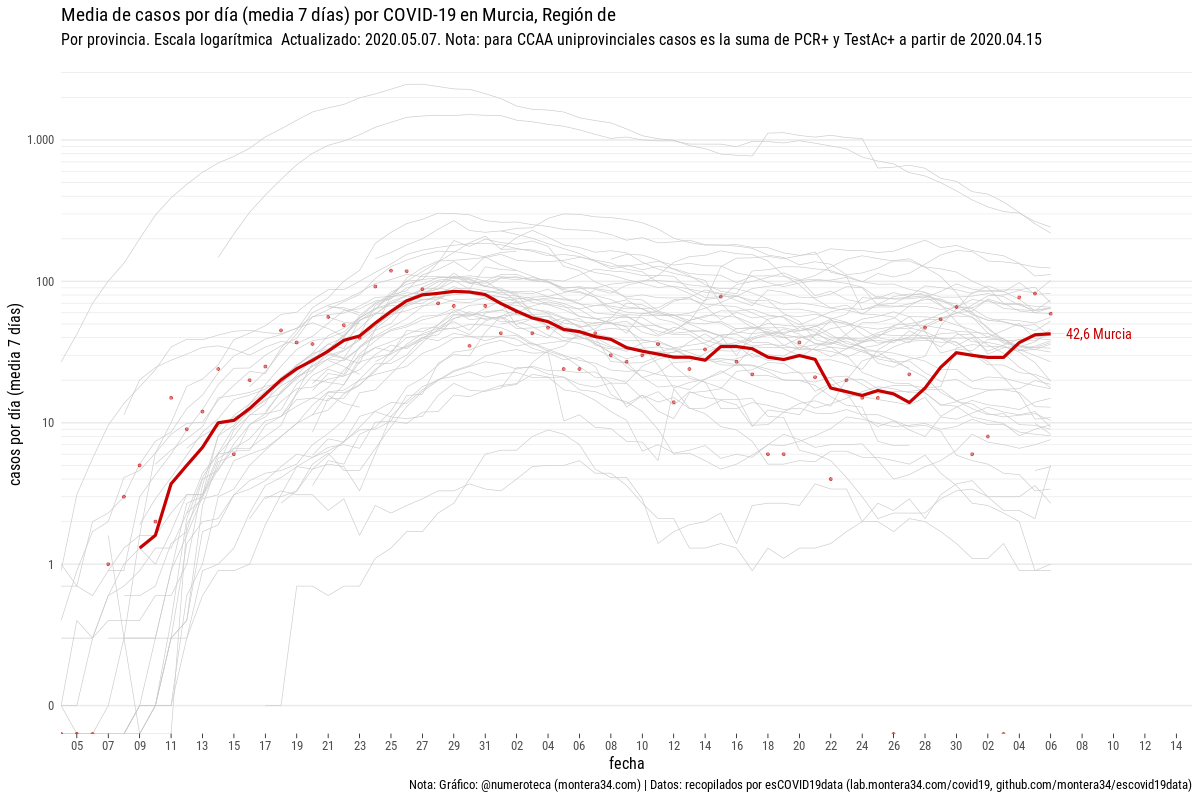 Media de casos por día (media 7 días) por COVID-19 en Murcia, Región de
Por provincia. Escala logarítmica  Actualizado: 2020.05.07. Nota: para CCAA uniprovinciales casos es la suma de PCR+ y TestAc+ a partir de 2020.04.15
casos por día (media 7 días)
1.000
100
10
1
0
42,6 Murcia
05 07 09 11 13 15 17 19 21 23 25 27 29 31 02 04 06 08 10 12 14 16 18 20 22 24 26 28 30 02 04 06 08 10 12 14
fecha
Nota: Gráfico: @numeroteca (montera34.com) | Datos: recopilados por esCOVID19data (lab.montera34.com/covid19, github.com/montera34/escovid19data)